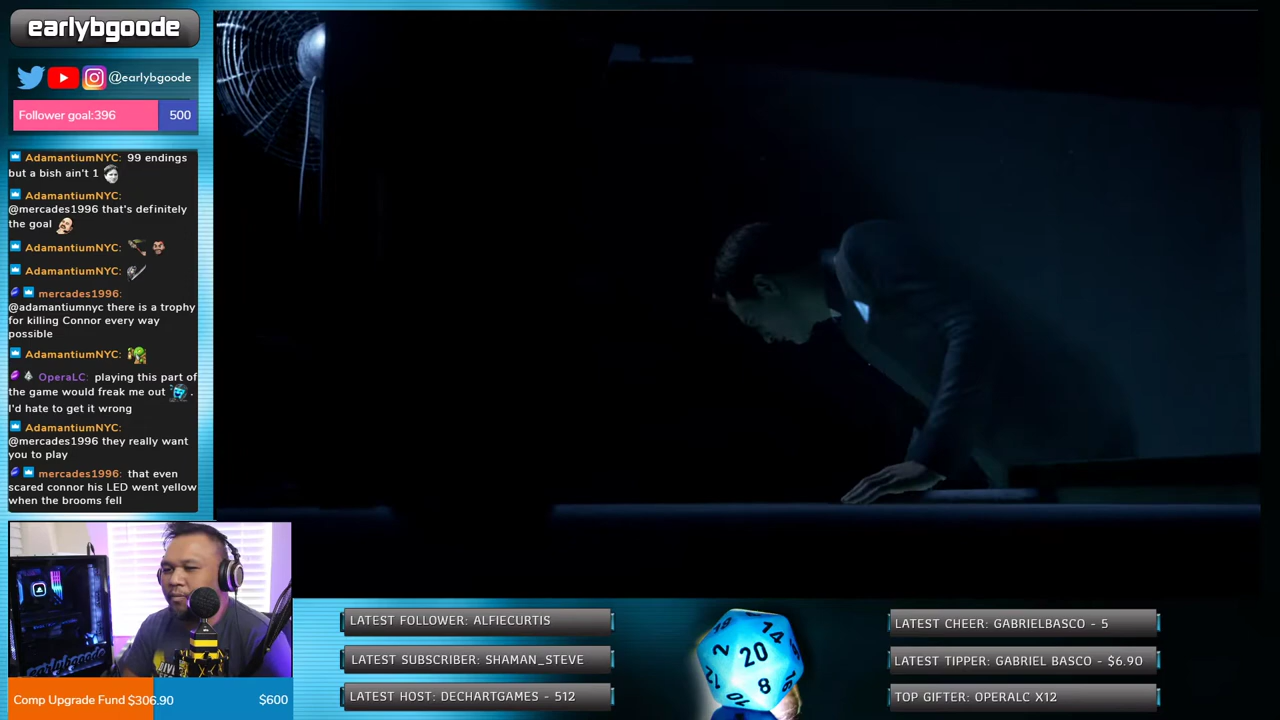 earlybgoode
@earlybgoode
Follower goal:396
500
AdamantiumNYC: 99 endings
but a bish ain't 1
AdamantiumNYC:
@mercades1996 that's definitely
the goal
AdamantiumNYC:
AdamantiumNYC:
mercades1996:
@adamantiumnyc there is a trophy
for killing Connor every way
possible
AdamantiumNYC:
OperaLC: playing this part of
the game would freak me out .
I'd hate to get it wrong
AdamantiumNYC:
@mercades1996 they really want
you to play
mercades1996: that even
scared connor his LED went yellow
when the brooms fell
earlybgoode
Comp Upgrade Fund $306.90
$600
LATEST FOLLOWER: ALFIECURTIS
LATEST SUBSCRIBER: SHAMAN_STEVE
LATEST HOST: DECHARTGAMES - 512
20
14
2
8
LATEST CHEER: GABRIELBASCO - 5
LATEST TIPPER: GABRIEL BASCO - $6.90
TOP GIFTER: OPERALC X12